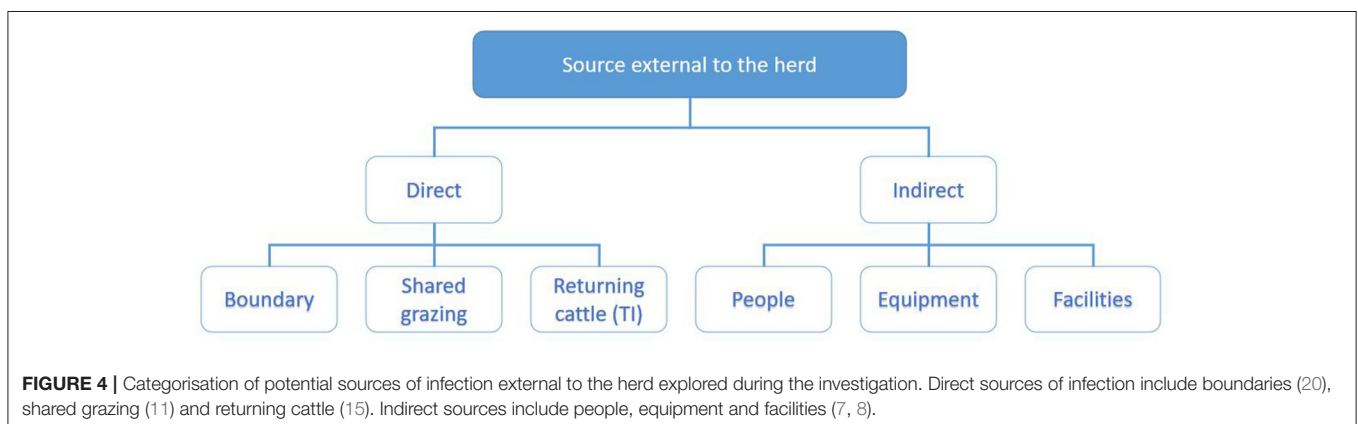 Source external to the herd
Direct
Indirect
Boundary
Shared
grazing
Returning
cattle (TI)
People
Equipment
Facilities
FIGURE 4 | Categorisation of potential sources of infection external to the herd explored during the investigation. Direct sources of infection include boundaries (20),
shared grazing (11) and returning cattle (15). Indirect sources include people, equipment and facilities (7, 8).